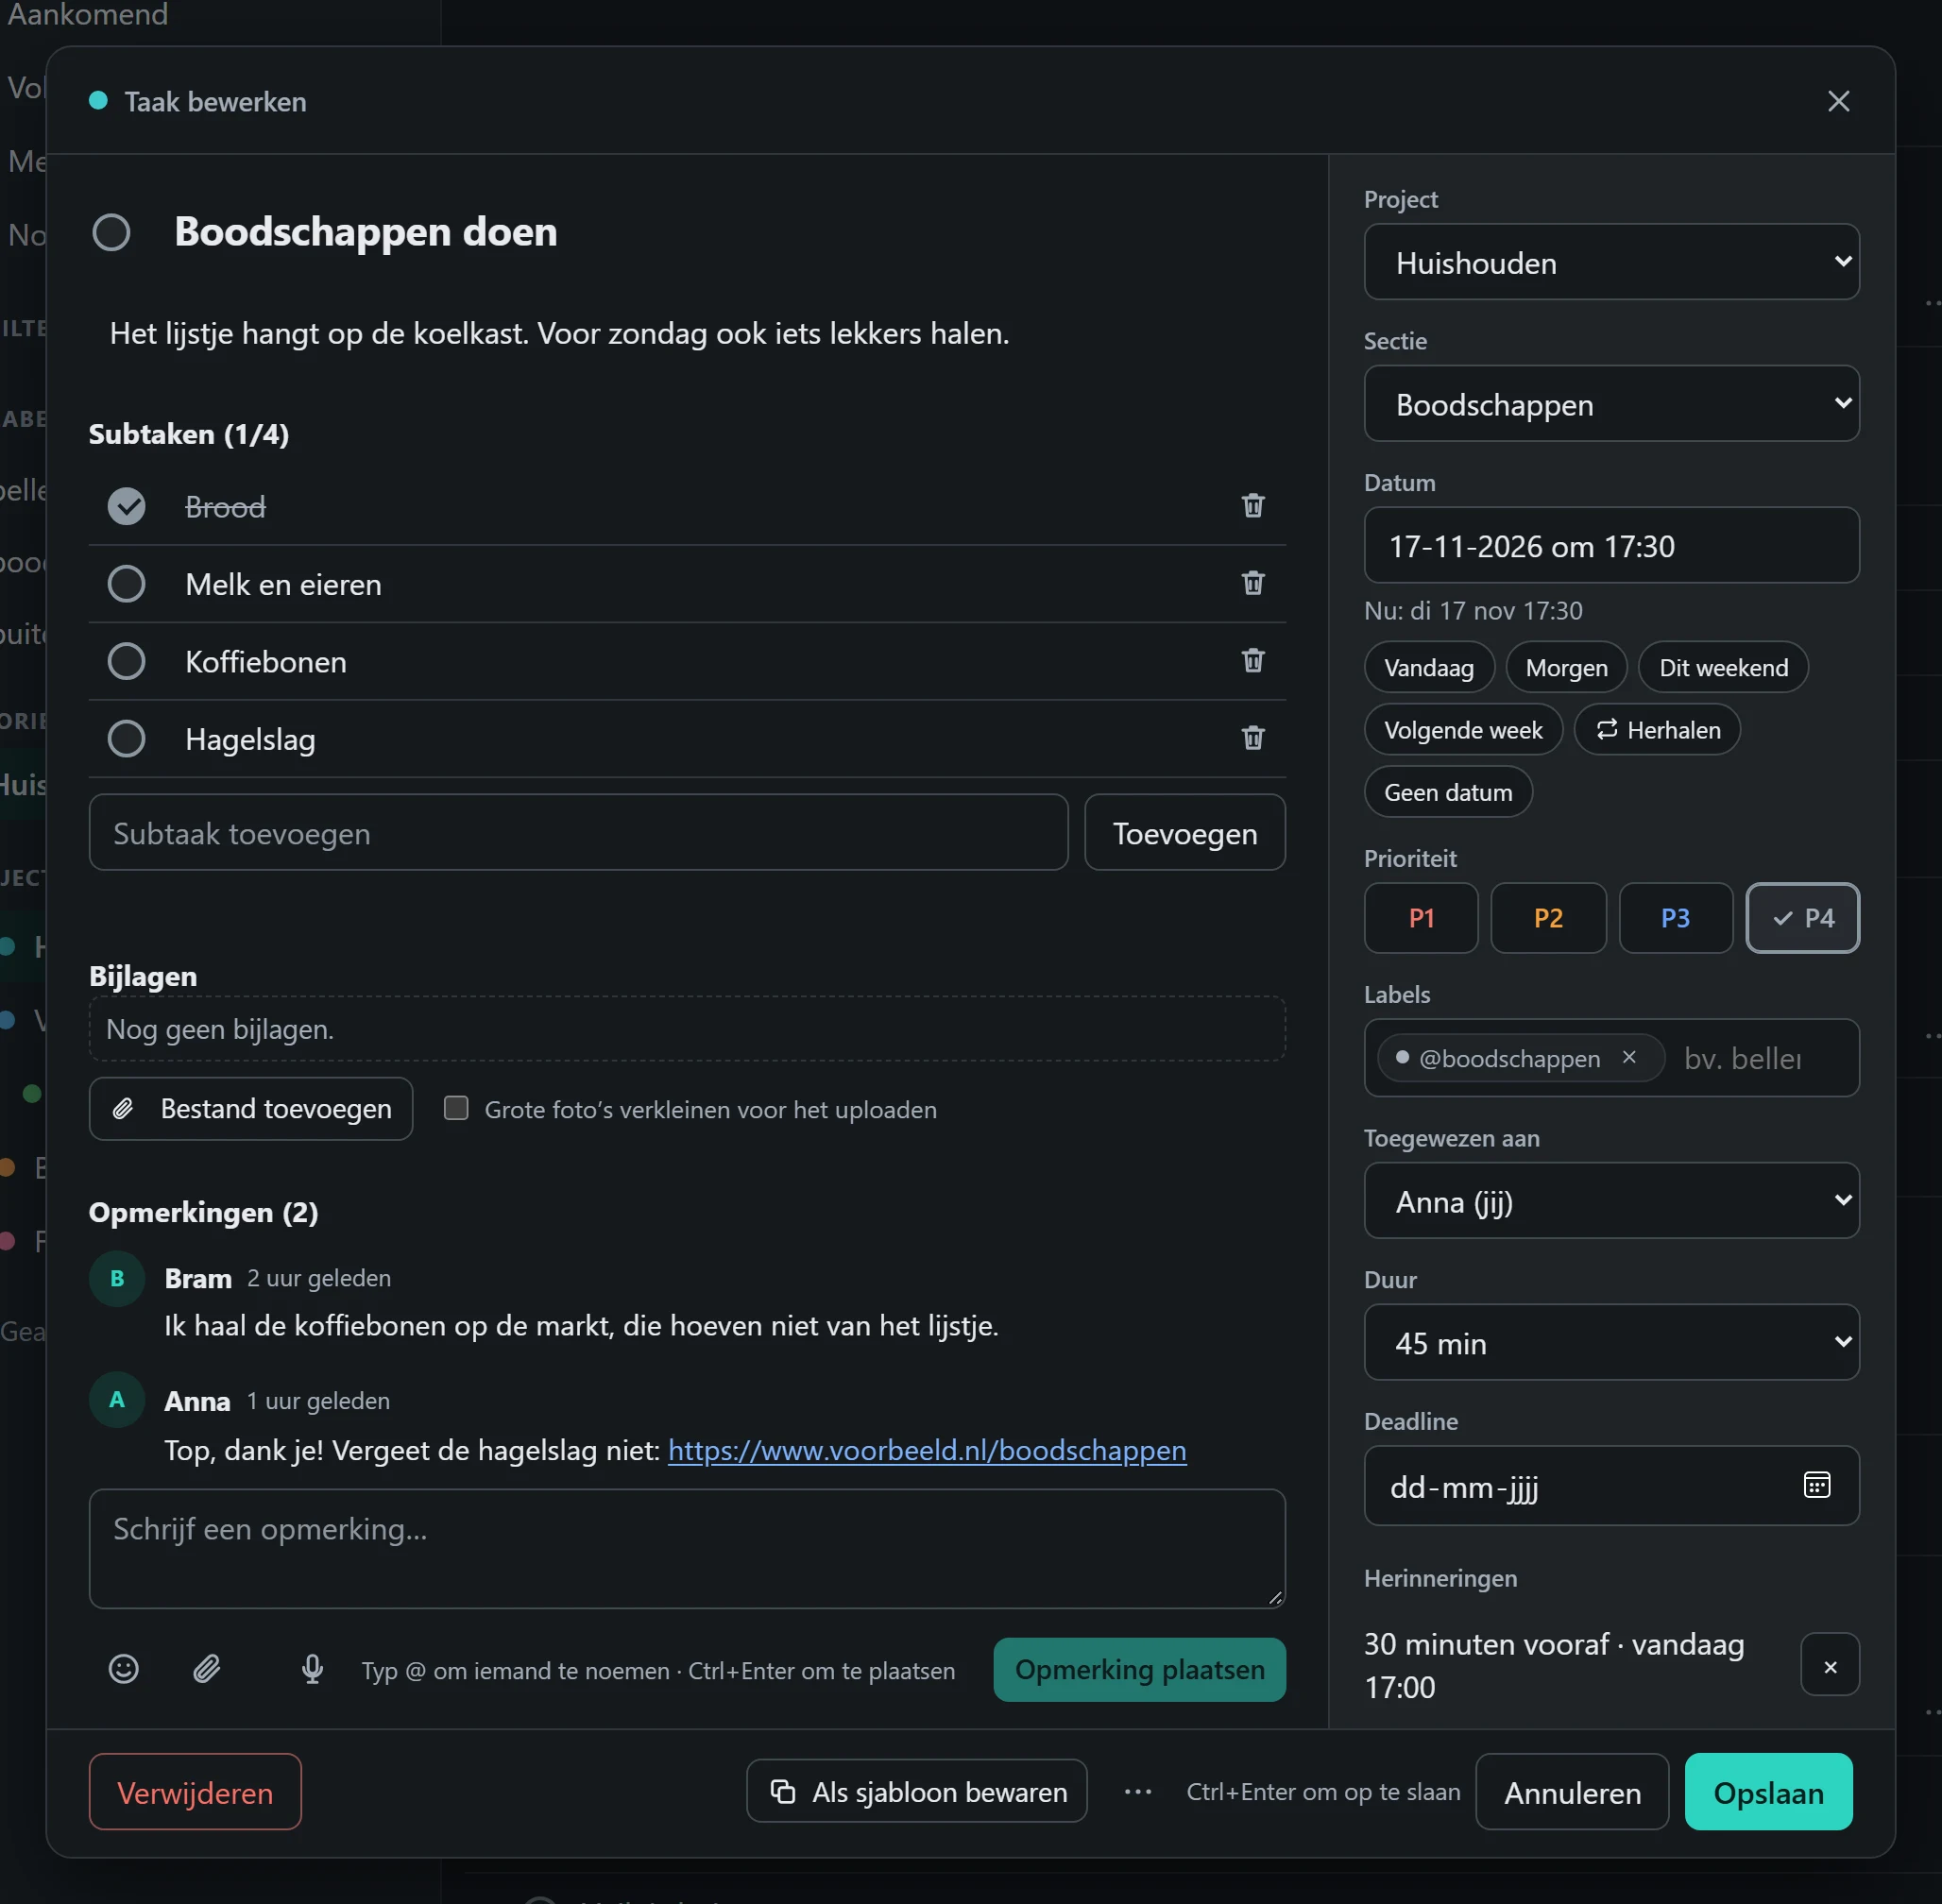 Aankomend
Taak bewerken
Boodschappen doen
Het lijstje hangt op de koelkast. Voor zondag ook iets lekkers halen.
Subtaken (1/4)
Brood
Melk en eieren
Koffiebonen
Hagelslag
Subtaak toevoegen
Toevoegen
Bijlagen
Nog geen bijlagen.
Bestand toevoegen
Grote foto’s verkleinen voor het uploaden
Opmerkingen (2)
B
Bram 2 uur geleden
Ik haal de koffiebonen op de markt, die hoeven niet van het lijstje.
A
Anna 1 uur geleden
Top, dank je! Vergeet de hagelslag niet: https://www.voorbeeld.nl/boodschappen
Schrijf een opmerking...
Typ @ om iemand te noemen · Ctrl+Enter om te plaatsen
Opmerking plaatsen
Project
Huishouden
Sectie
Boodschappen
Datum
17-11-2026 om 17:30
Nu: di 17 nov 17:30
Vandaag
Morgen
Dit weekend
Volgende week
Herhalen
Geen datum
Prioriteit
P1
P2
P3
P4
Labels
@boodschappen ×
bv. beller
Toegewezen aan
Anna (jij)
Duur
45 min
Deadline
dd-mm-jjjj
Herinneringen
30 minuten vooraf · vandaag
17:00
Verwijderen
Als sjabloon bewaren
Ctrl+Enter om op te slaan
Annuleren
Opslaan